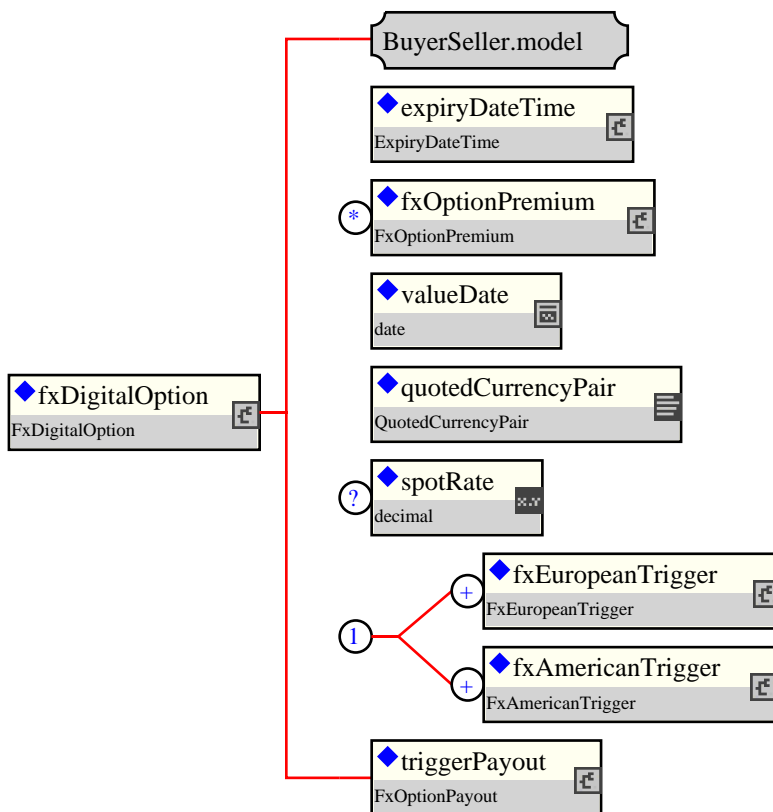 BuyerSeller.model
expiryDateTime
ExpiryDateTime
*
fxOptionPremium
FxOptionPremium
valueDate
date
fxDigitalOption
FxDigitalOption
quotedCurrencyPair
QuotedCurrencyPair
?
spotRate
decimal
x.Y
1
+
fxEuropeanTrigger
FxEuropeanTrigger
+
fxAmericanTrigger
FxAmericanTrigger
triggerPayout
FxOptionPayout